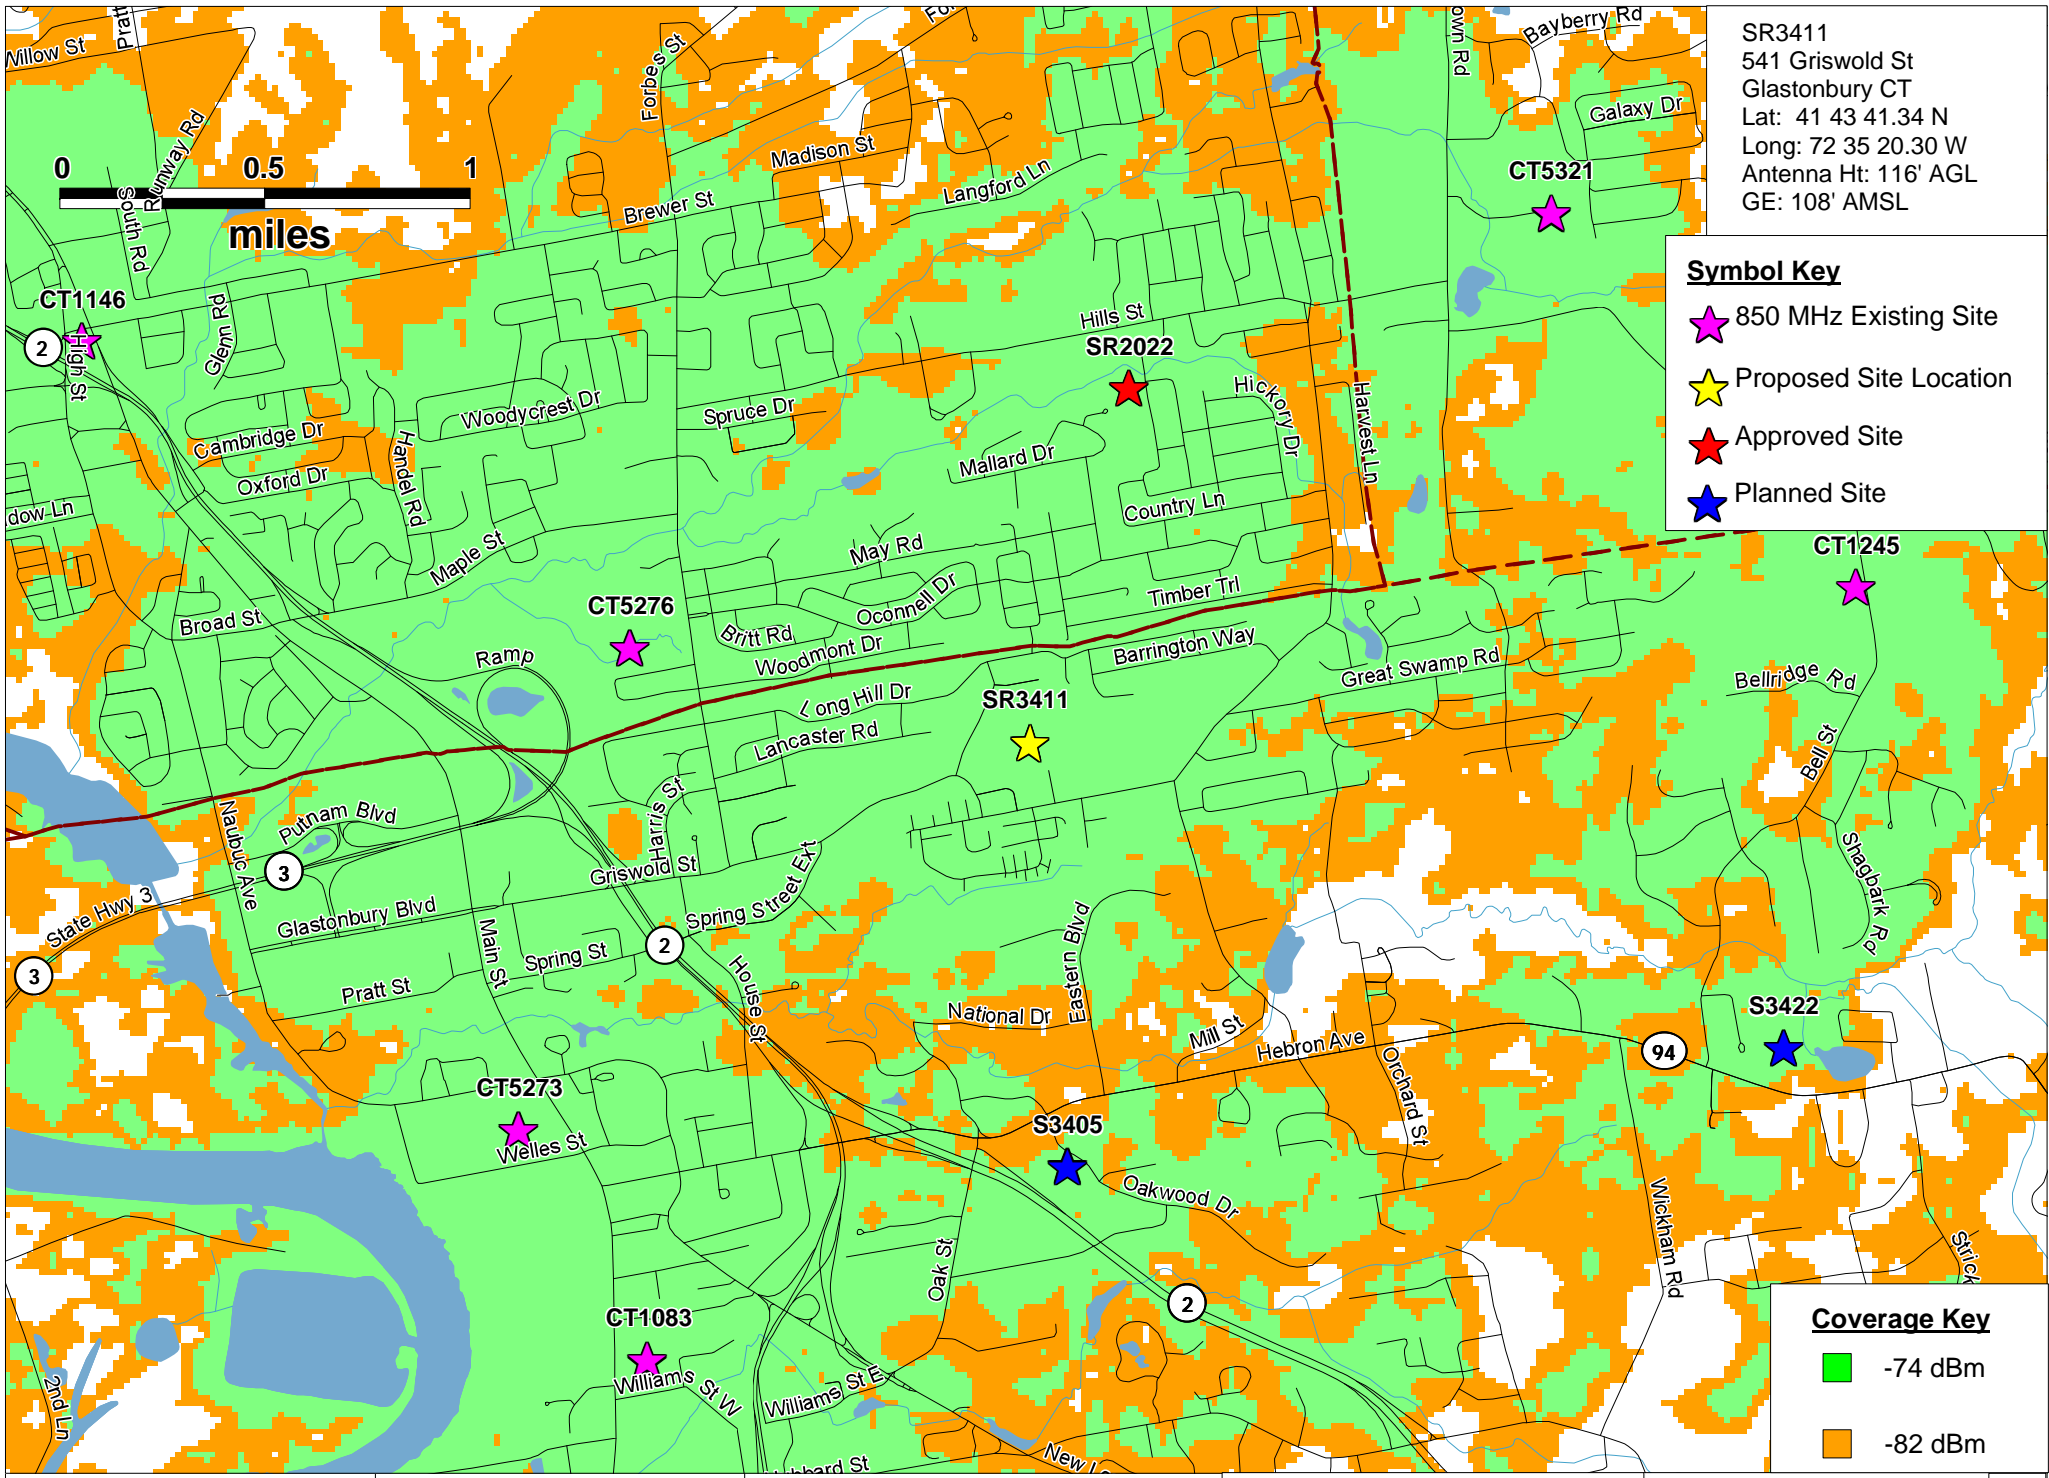 Willow St
Pratt
Forbes St
Bayberry Rd
SR3411
541 Griswold St
Glastonbury CT
Lat: 41 43 41.34 N
Long: 72 35 20.30 W
Antenna Ht: 116' AGL
GE: 108' AMSL
Galaxy Dr
Runway Rd
Madison St
0 0.5 1
miles
South Rd
Langford Ln
Brewer St
CT5321
Symbol Key
850 MHz Existing Site
Proposed Site Location
Approved Site
Planned Site
CT1146
2
High St
Glenn Rd
Hills St
SR2022
Hickory Dr
Harvest Ln
Woodycrest Dr
Spruce Dr
Cambridge Dr
Oxford Dr
Handel Rd
Mallard Dr
Country Ln
dow Ln
Maple St
May Rd
CT1245
Oconnell Dr
Timber Trl
CT5276
Broad St
Britt Rd
Woodmont Dr
Barrington Way
Ramp
Great Swamp Rd
Bellridge Rd
Long Hill Dr
SR3411
Lancaster Rd
Bell St
Harris St
Putnam Blvd
Naubuc Ave
3
Griswold St
Spring Street Ext
Shagbark Rd
State Hwy 3
Glastonbury Blvd
Main St
Spring St
2
Eastern Blvd
3
Pratt St
House St
National Dr
Mill St
Hebron Ave
S3422
94
Orchard St
CT5273
Welles St
S3405
Oakwood Dr
Wickham Rd
Oak St
Strick
2
CT1083
Williams St W
Williams St E
2nd Ln
Coverage Key
-74 dBm
-82 dBm